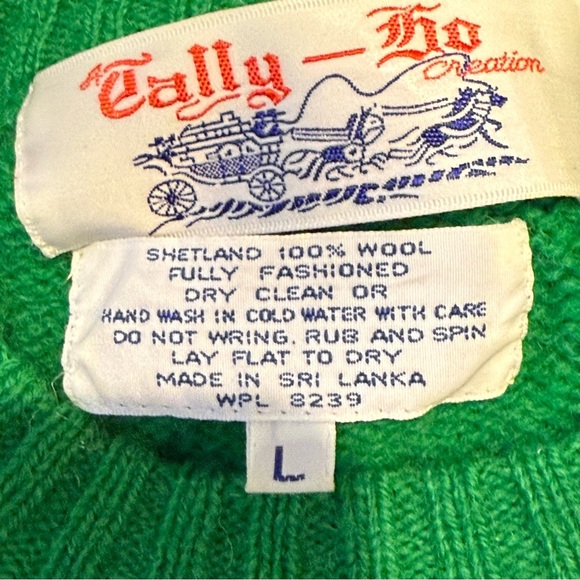 A Tally-Ho
Creation
SHETLAND 100% WOOL
FULLY FASHIONED
DRY CLEAN OR
HAND WASH IN COLD WATER WITH CARE
DO NOT WRING, RUB AND SPIN
LAY FLAT TO DRY
MADE IN SRI LANKA
WPL 8239
L